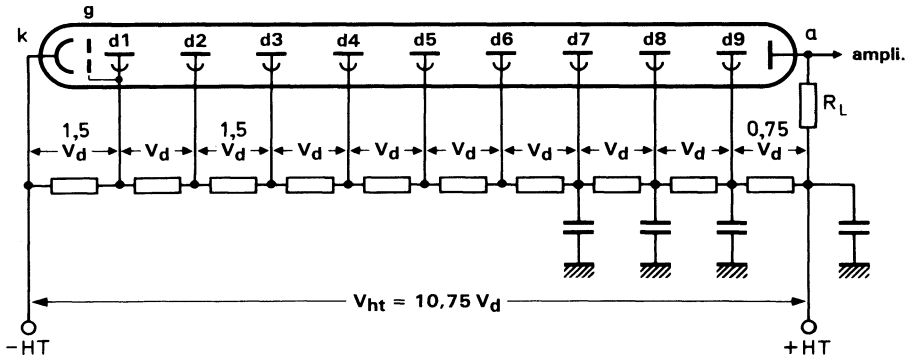 g
k d1 d2 d3 d4 d5 d6 d7 d8 d9 a
ampli.
R_L
1,5 1,5 0,75
V_d V_d V_d V_d V_d V_d V_d V_d V_d V_d
V_ht = 10,75 V_d
−HT +HT